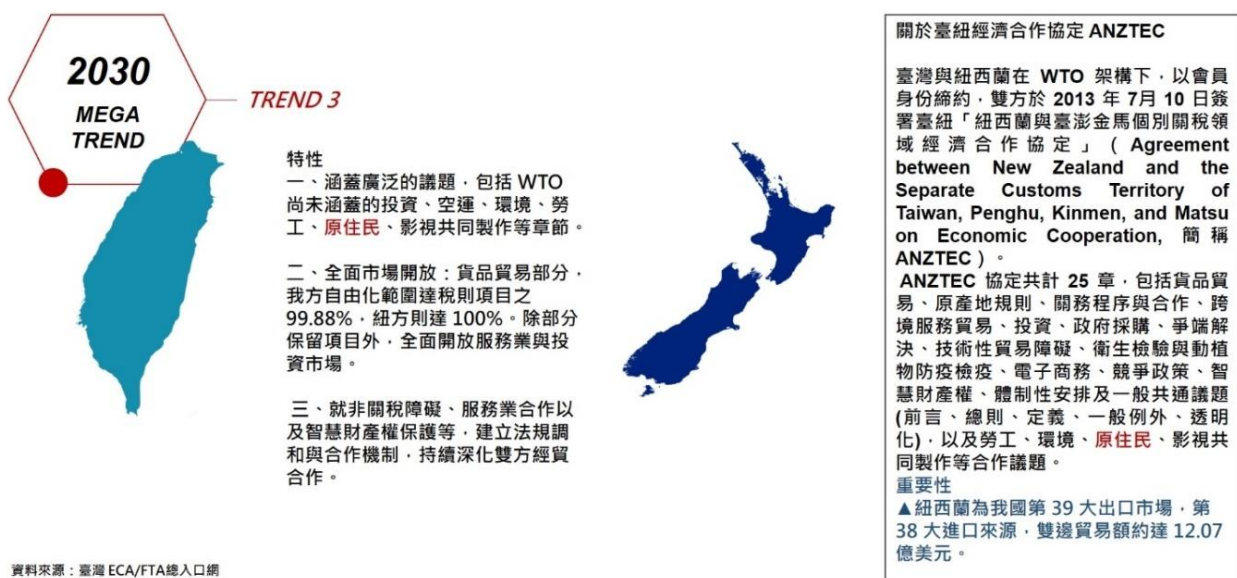 2030
MEGA
TREND
TREND 3
特性
一、涵蓋廣泛的議題，包括 WTO
尚未涵蓋的投資、空運、環境、勞
工、原住民、影視共同製作等章節。
二、全面市場開放：貨品貿易部分，
我方自由化範圍達稅則項目之
99.88%，紐方則達 100%。除部分
保留項目外，全面開放服務業與投
資市場。
三、就非關稅障礙、服務業合作以
及智慧財產權保護等，建立法規調
和與合作機制，持續深化雙方經貿
合作。
資料來源：臺灣 ECA/FTA總入口網
關於臺紐經濟合作協定 ANZTEC
臺灣與紐西蘭在 WTO 架構下，以會員
身份締約，雙方於 2013 年 7月 10 日簽
署臺紐「紐西蘭與臺澎金馬個別關稅領
域經濟合作協定」（ Agreement
between New Zealand and the
Separate Customs Territory of
Taiwan, Penghu, Kinmen, and Matsu
on Economic Cooperation, 簡稱
ANZTEC ）。
ANZTEC 協定共計 25 章，包括貨品貿
易、原產地規則、關務程序與合作、跨
境服務貿易、投資、政府採購、爭端解
決、技術性貿易障礙、衛生檢驗與動植
物防疫檢疫、電子商務、競爭政策、智
慧財產權、體制性安排及一般共通議題
(前言、總則、定義、一般例外、透明
化)，以及勞工、環境、原住民、影視共
同製作等合作議題。
重要性
▲紐西蘭為我國第 39 大出口市場，第
38 大進口來源，雙邊貿易額約達 12.07
億美元。